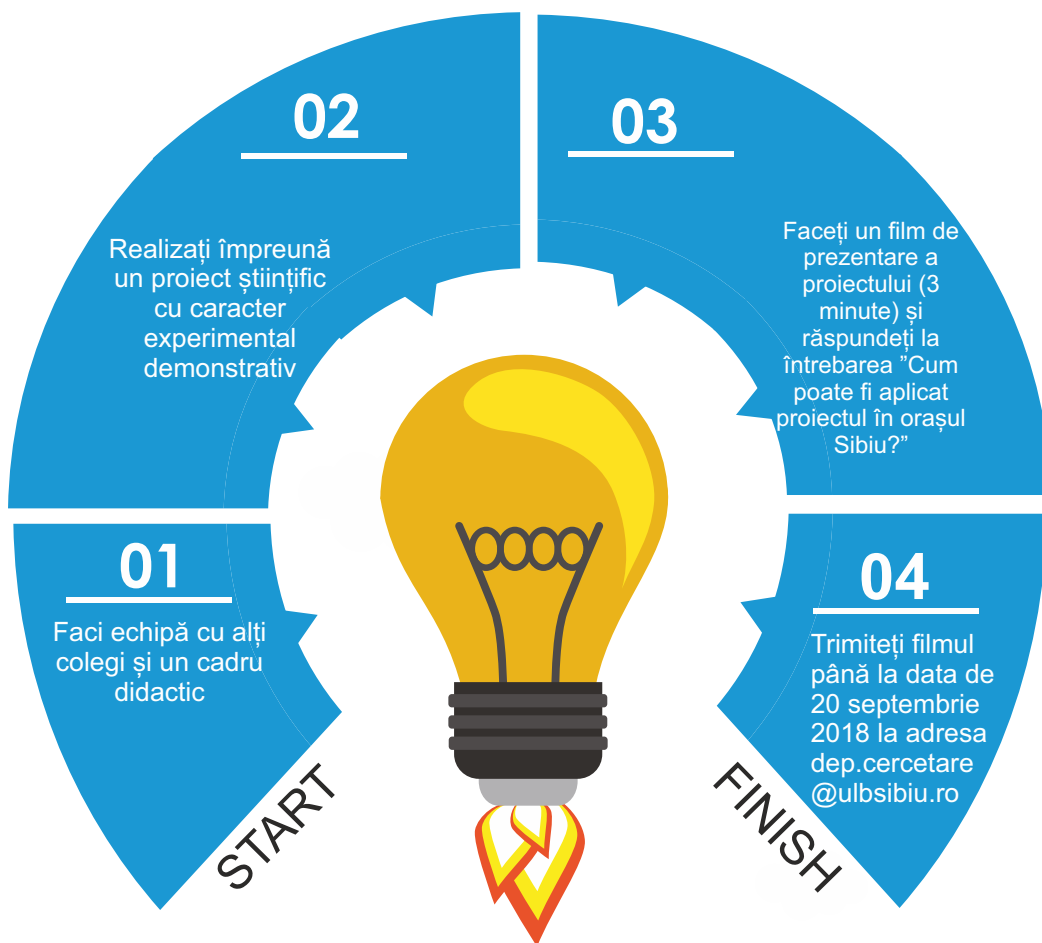 START
01
Faci echipă cu alți
colegi și un cadru
didactic
02
Realizați împreună
un proiect științific
cu caracter
experimental
demonstrativ
03
Faceți un film de
prezentare a
proiectului (3
minute) și
răspundeți la
întrebarea ”Cum
poate fi aplicat
proiectul în orașul
Sibiu?”
04
Trimiteți filmul
până la data de
20 septembrie
2018 la adresa
dep.cercetare
@ulbsibiu.ro
FINISH